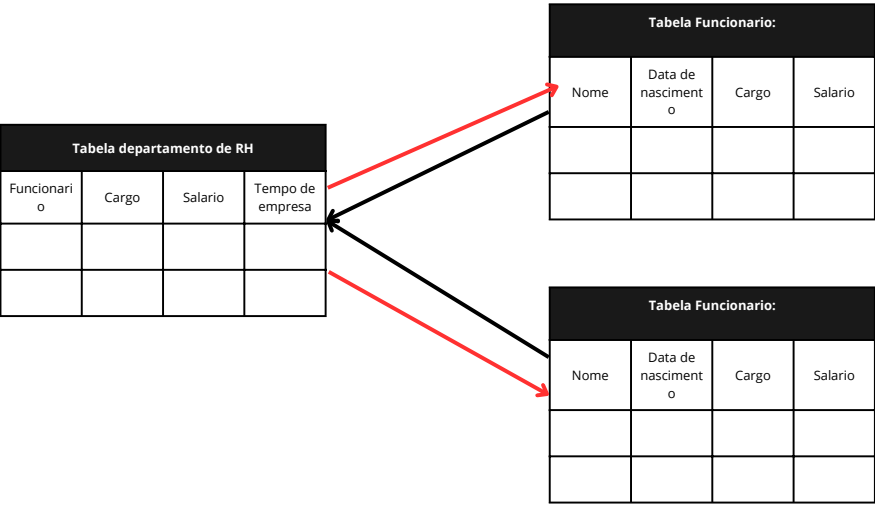 Tabela Funcionario:
Nome
Data de
nasciment
o
Cargo
Salario
Tabela departamento de RH
Funcionari
o
Cargo
Salario
Tempo de
empresa
Tabela Funcionario:
Nome
Data de
nasciment
o
Cargo
Salario